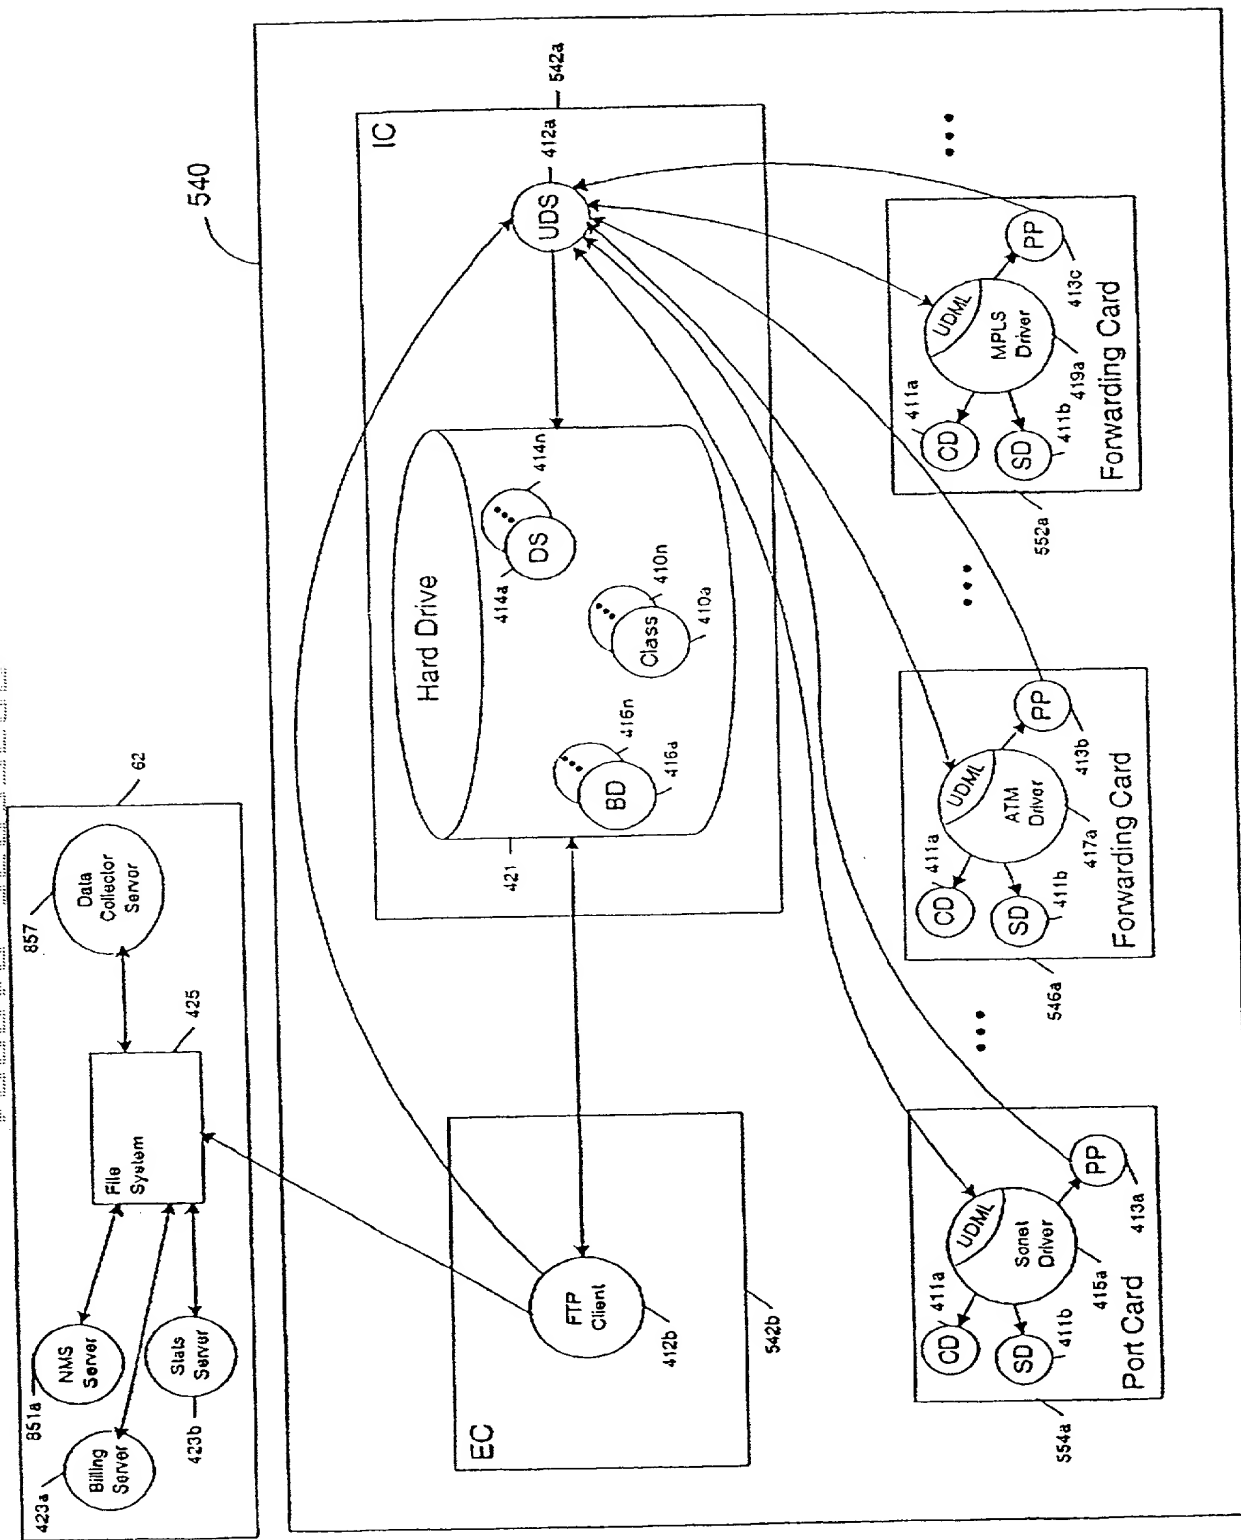 62
857
Data
Collector
Server
425
File
System
851a
NMS
Server
423a
Billing
Server
423b
Stats
Server
540
IC
542a
412a
UDS
Hard Drive
421
414n
414a
DS
410n
410a
Class
416n
416a
BD
EC
542b
FTP
Client
412b
Port Card
554a
UDML
Sonet
Driver
415a
411a
CD
411b
SD
PP
413a
Forwarding Card
546a
UDML
ATM
Driver
417a
411a
CD
411b
SD
PP
413b
Forwarding Card
552a
UDML
MPLS
Driver
419a
411a
CD
411b
SD
PP
413c